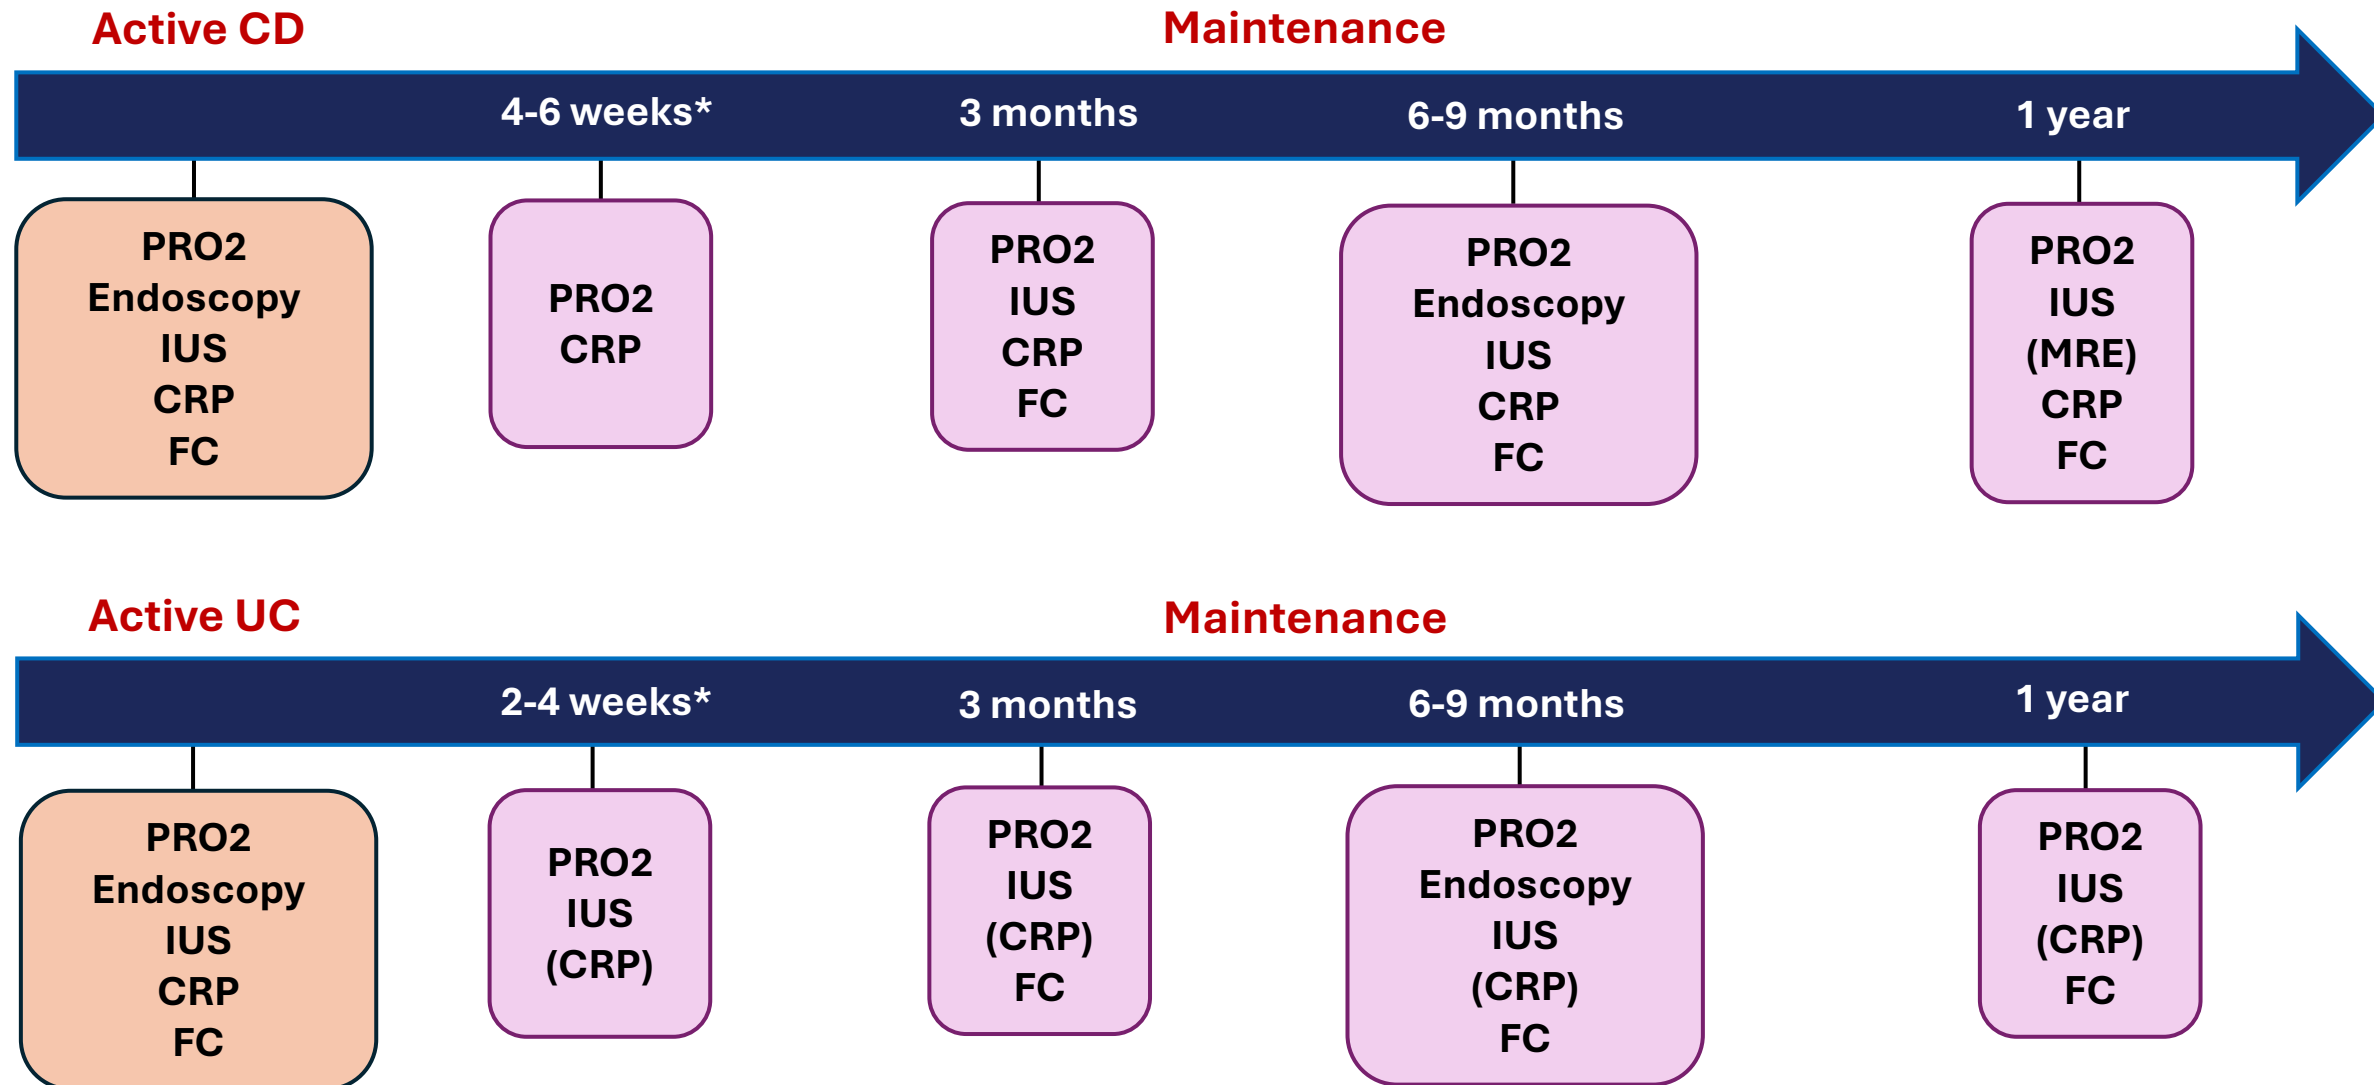 Active CD
Maintenance
4-6 weeks*
3 months
6-9 months
1 year
PRO2
Endoscopy
IUS
CRP
FC
PRO2
CRP
PRO2
IUS
CRP
FC
PRO2
Endoscopy
IUS
CRP
FC
PRO2
IUS
(MRE)
CRP
FC
Active UC
Maintenance
2-4 weeks*
3 months
6-9 months
1 year
PRO2
Endoscopy
IUS
CRP
FC
PRO2
IUS
(CRP)
PRO2
IUS
(CRP)
FC
PRO2
Endoscopy
IUS
(CRP)
FC
PRO2
IUS
(CRP)
FC